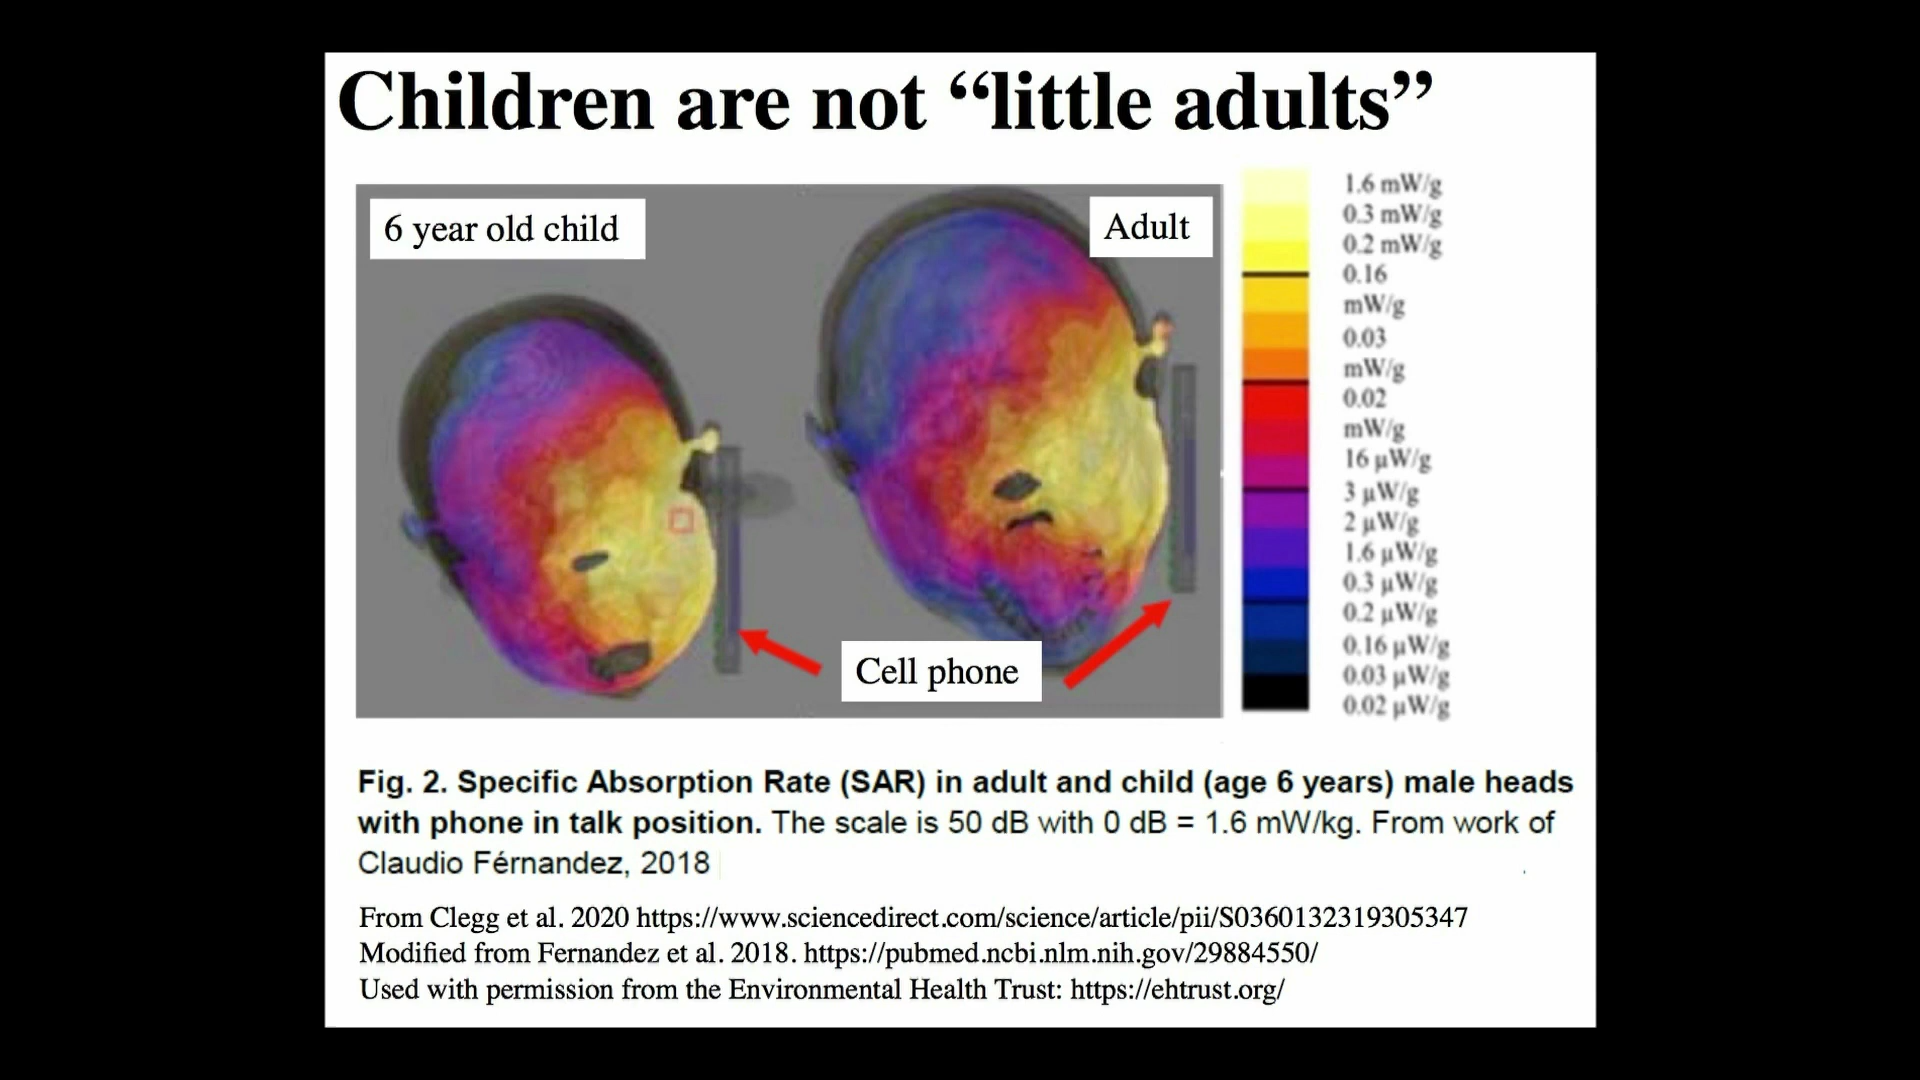 Children are not “little adults”
6 year old child
Adult
Cell phone
1.6 mW/g
0.3 mW/g
0.2 mW/g
0.16
mW/g
0.03
mW/g
0.02
mW/g
16 µW/g
3 µW/g
2 µW/g
1.6 µW/g
0.3 µW/g
0.2 µW/g
0.16 µW/g
0.03 µW/g
0.02 µW/g
Fig. 2. Specific Absorption Rate (SAR) in adult and child (age 6 years) male heads
with phone in talk position. The scale is 50 dB with 0 dB = 1.6 mW/kg. From work of
Claudio Férnandez, 2018
From Clegg et al. 2020 https://www.sciencedirect.com/science/article/pii/S0360132319305347
Modified from Fernandez et al. 2018. https://pubmed.ncbi.nlm.nih.gov/29884550/
Used with permission from the Environmental Health Trust: https://ehtrust.org/